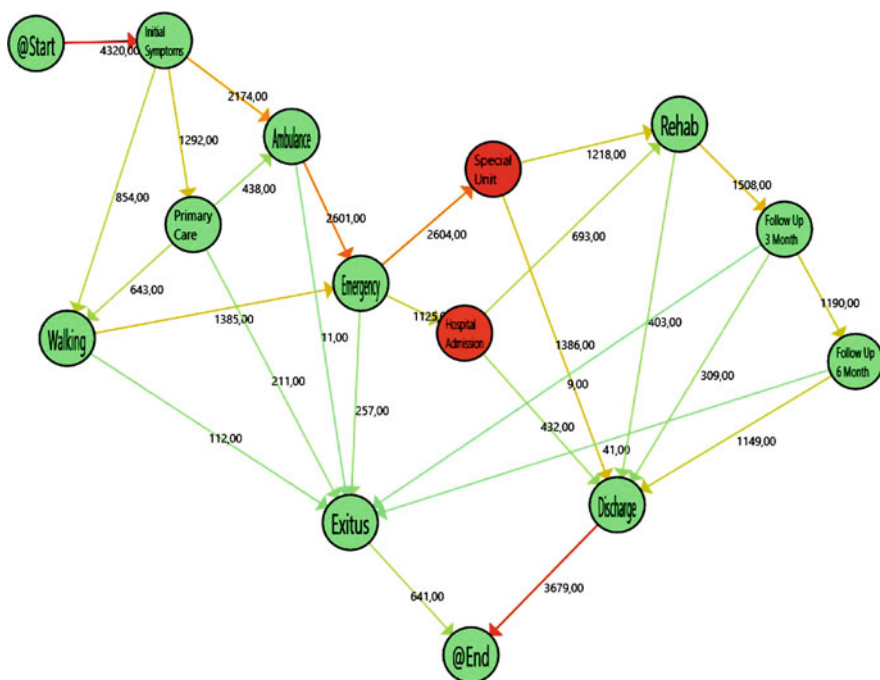 @Start
4320,00
Initial
Symptoms
2174,00
1292,00
Ambulance
Rehab
Special
Unit
1218,00
1508,00
854,00
438,00
Primary
Care
2601,00
2604,00
693,00
Follow Up
3 Month
643,00
Emergency
1190,00
1385,00
1125,0
Hospital
Admission
Walking
11,00
403,00
1386,00
Follow Up
6 Month
211,00
9,00
309,00
257,00
432,00
112,00
41,00
1149,00
Exitus
Discharge
641,00
3679,00
@End